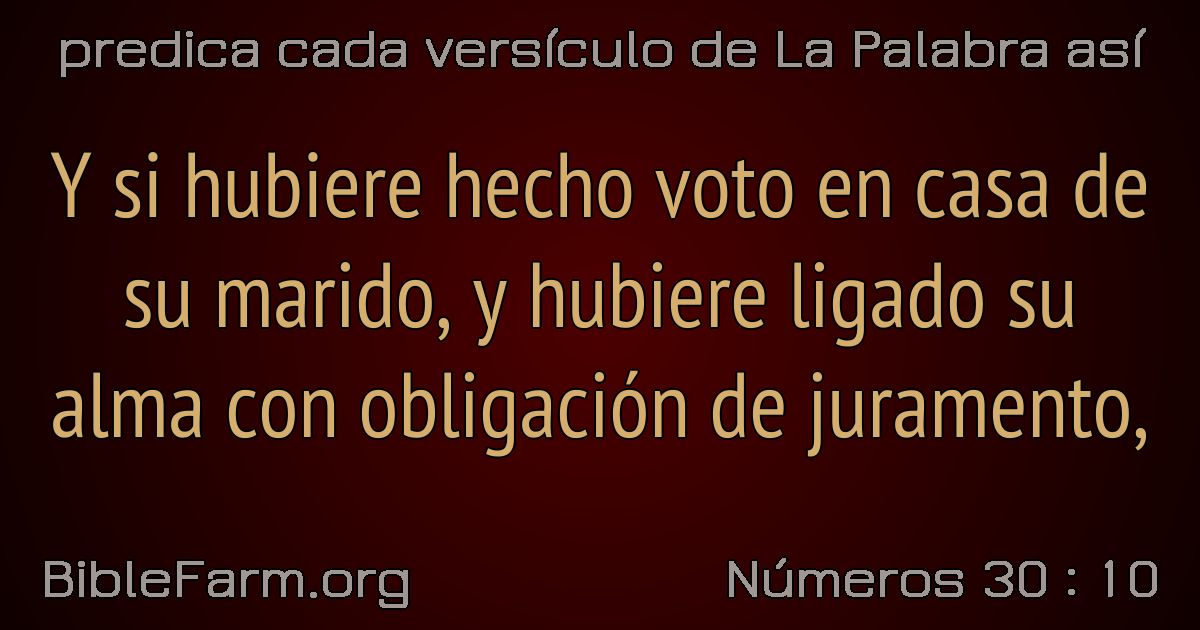 predica cada versículo de La Palabra así
Y si hubiere hecho voto en casa de
su marido, y hubiere ligado su
alma con obligación de juramento,
BibleFarm.org
Números 30 : 10